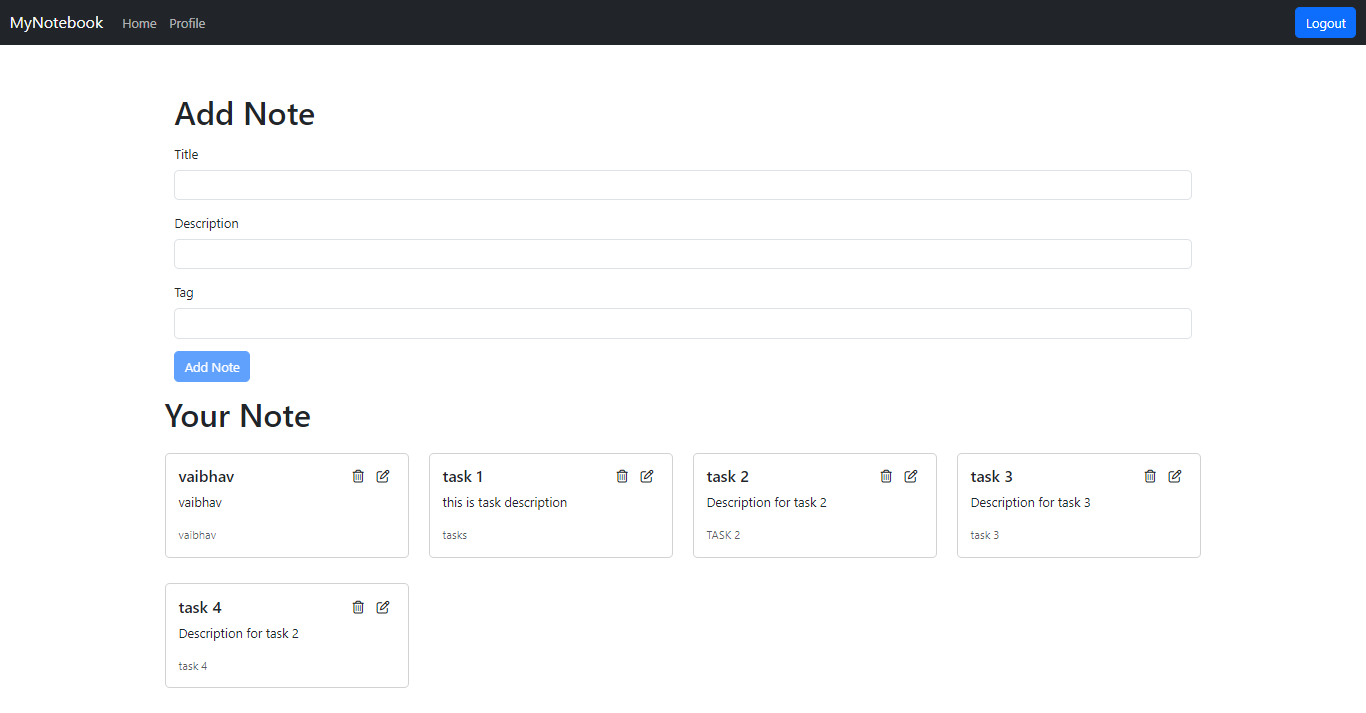 MyNotebook Home Profile Logout
Add Note
Title
Description
Tag
Add Note
Your Note
vaibhav
vaibhav
vaibhav
task 1
this is task description
tasks
task 2
Description for task 2
TASK 2
task 3
Description for task 3
task 3
task 4
Description for task 2
task 4